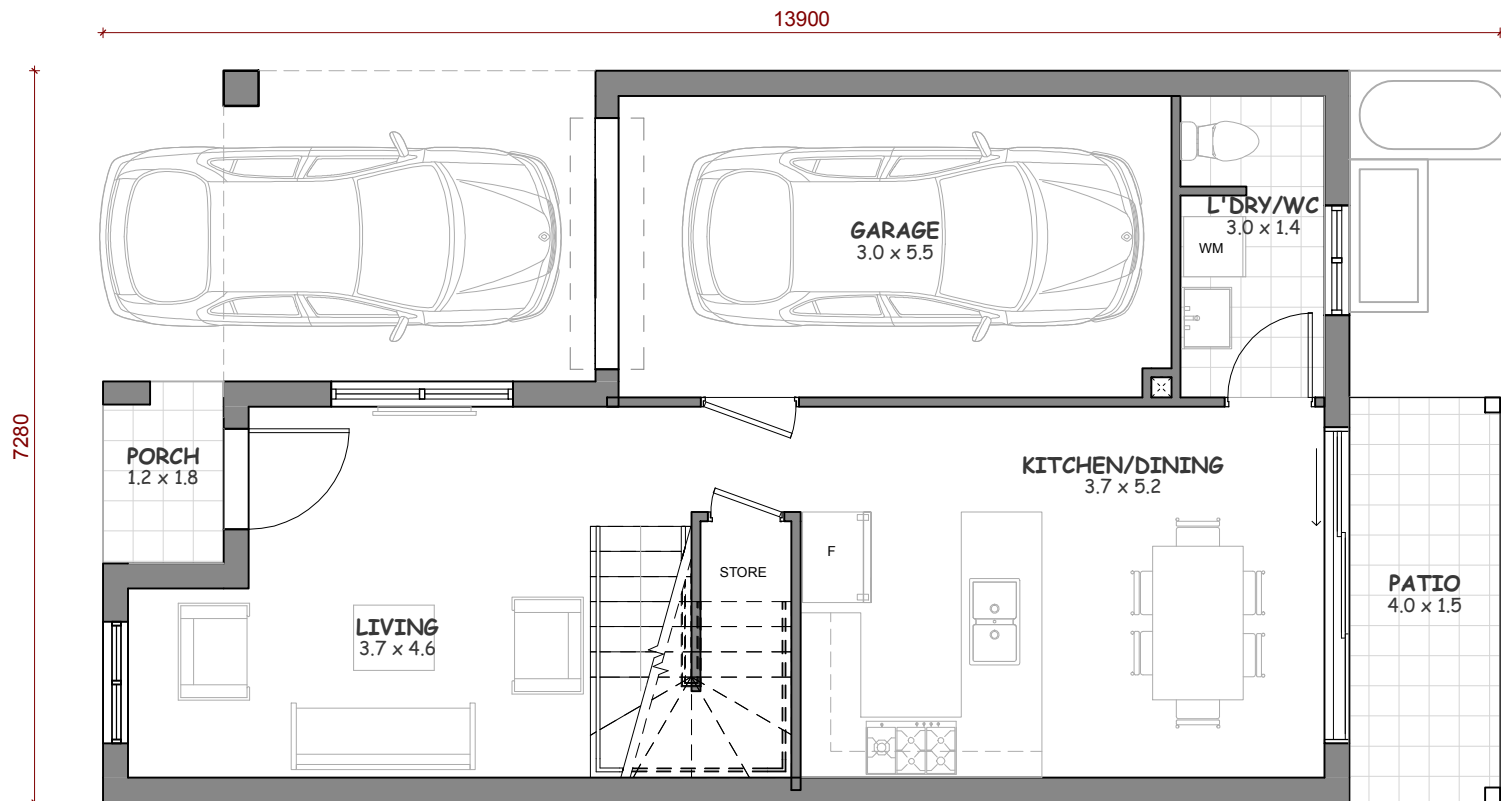 13900
7280
GARAGE
3.0 x 5.5
L'DRY/WC
3.0 x 1.4
WM
PORCH
1.2 x 1.8
KITCHEN/DINING
3.7 x 5.2
F
STORE
PATIO
4.0 x 1.5
LIVING
3.7 x 4.6